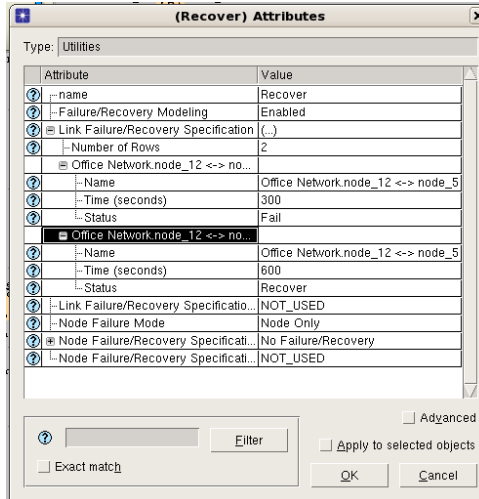 (Recover) Attributes
Type: Utilities
Attribute Value
name Recover
Failure/Recovery Modeling Enabled
Link Failure/Recovery Specification (...)
Number of Rows 2
Office Network.node_12 <-> no...
Name Office Network.node_12 <-> node_5
Time (seconds) 300
Status Fail
Office Network.node_12 <-> no...
Name Office Network.node_12 <-> node_5
Time (seconds) 600
Status Recover
Link Failure/Recovery Specificatio... NOT_USED
Node Failure Mode Node Only
Node Failure/Recovery Specificati... No Failure/Recovery
Node Failure/Recovery Specificati... NOT_USED
Advanced
Filter
Apply to selected objects
Exact match
OK Cancel